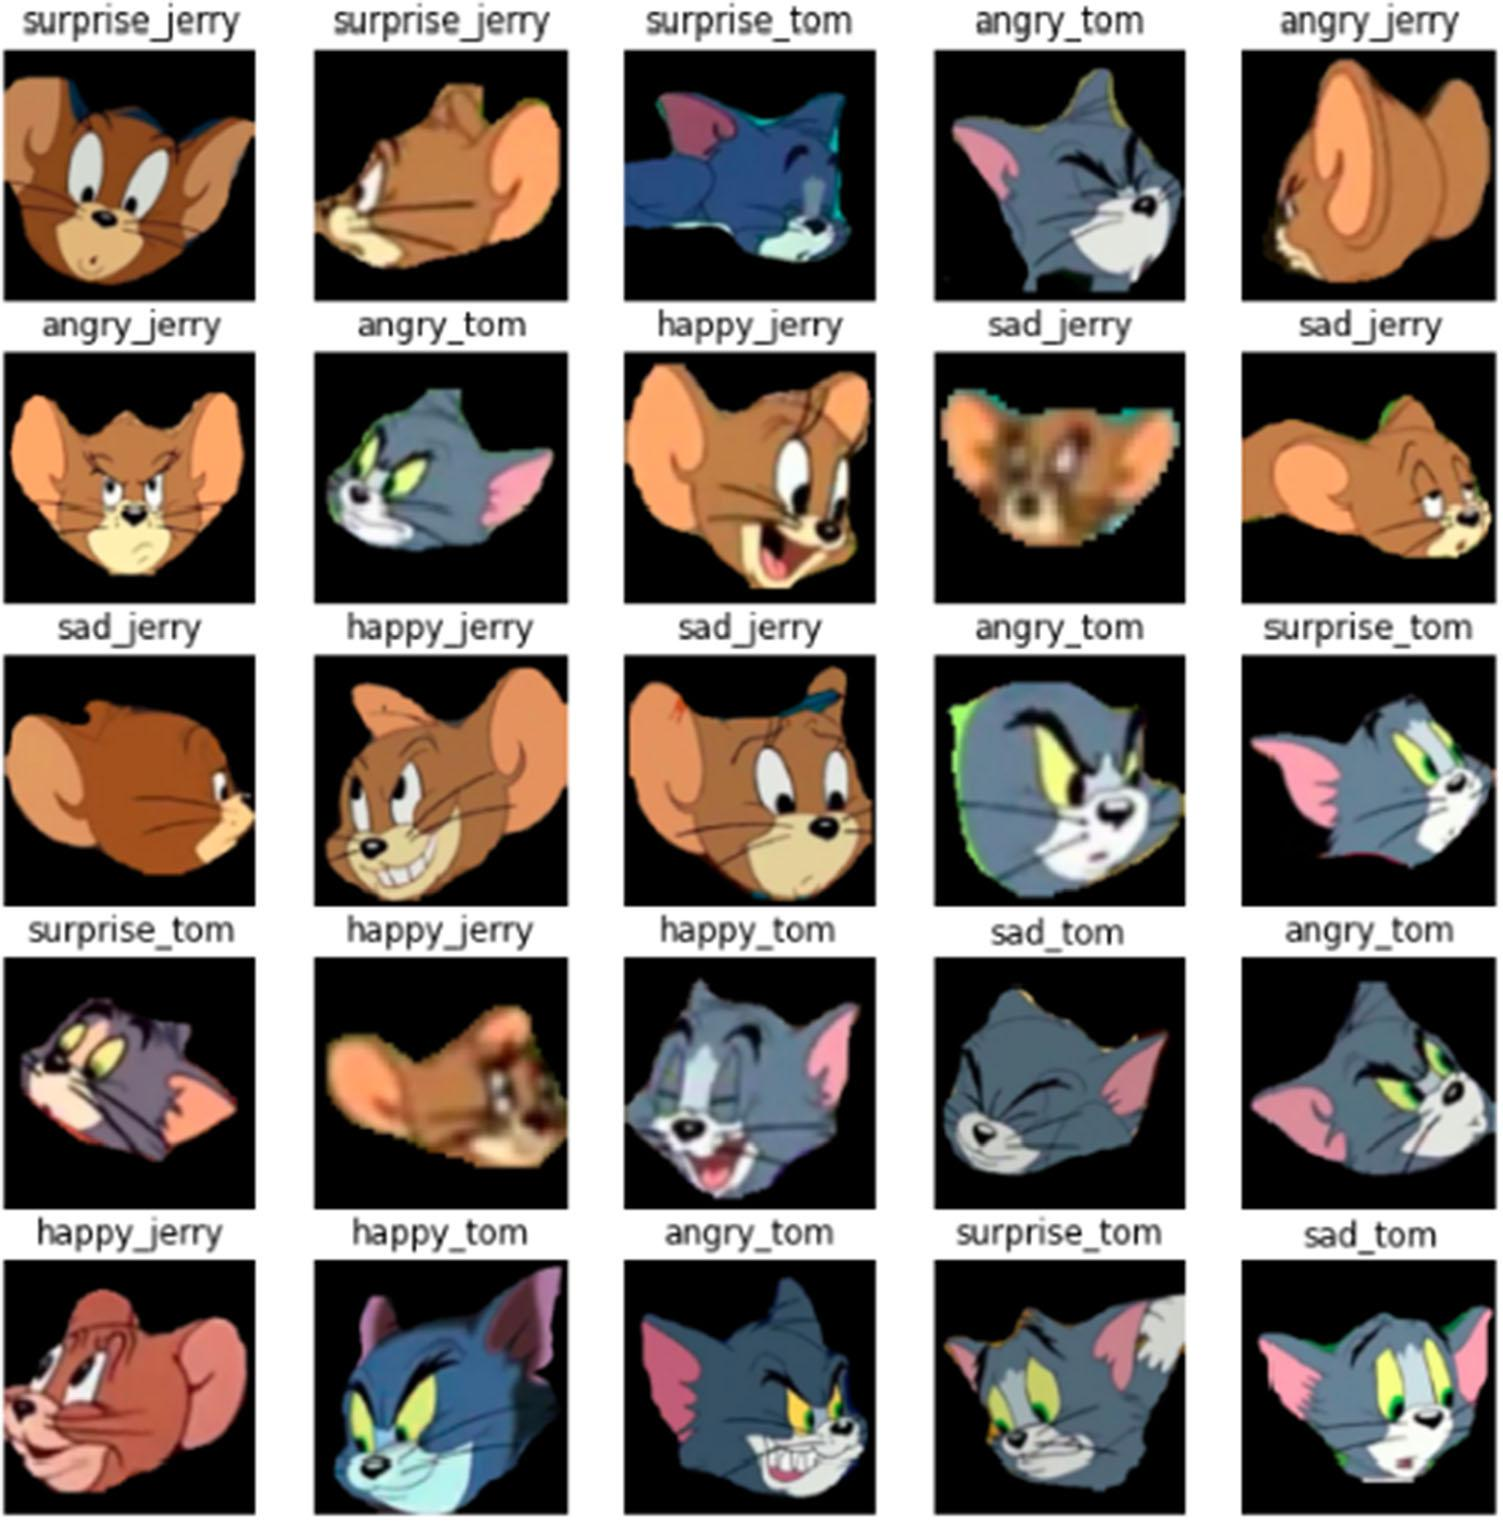 surprise_jerry surprise_jerry surprise_tom angry_tom angry_jerry
angry_jerry angry_tom happy_jerry sad_jerry sad_jerry
sad_jerry happy_jerry sad_jerry angry_tom surprise_tom
surprise_tom happy_jerry happy_tom sad_tom angry_tom
happy_jerry happy_tom angry_tom surprise_tom sad_tom